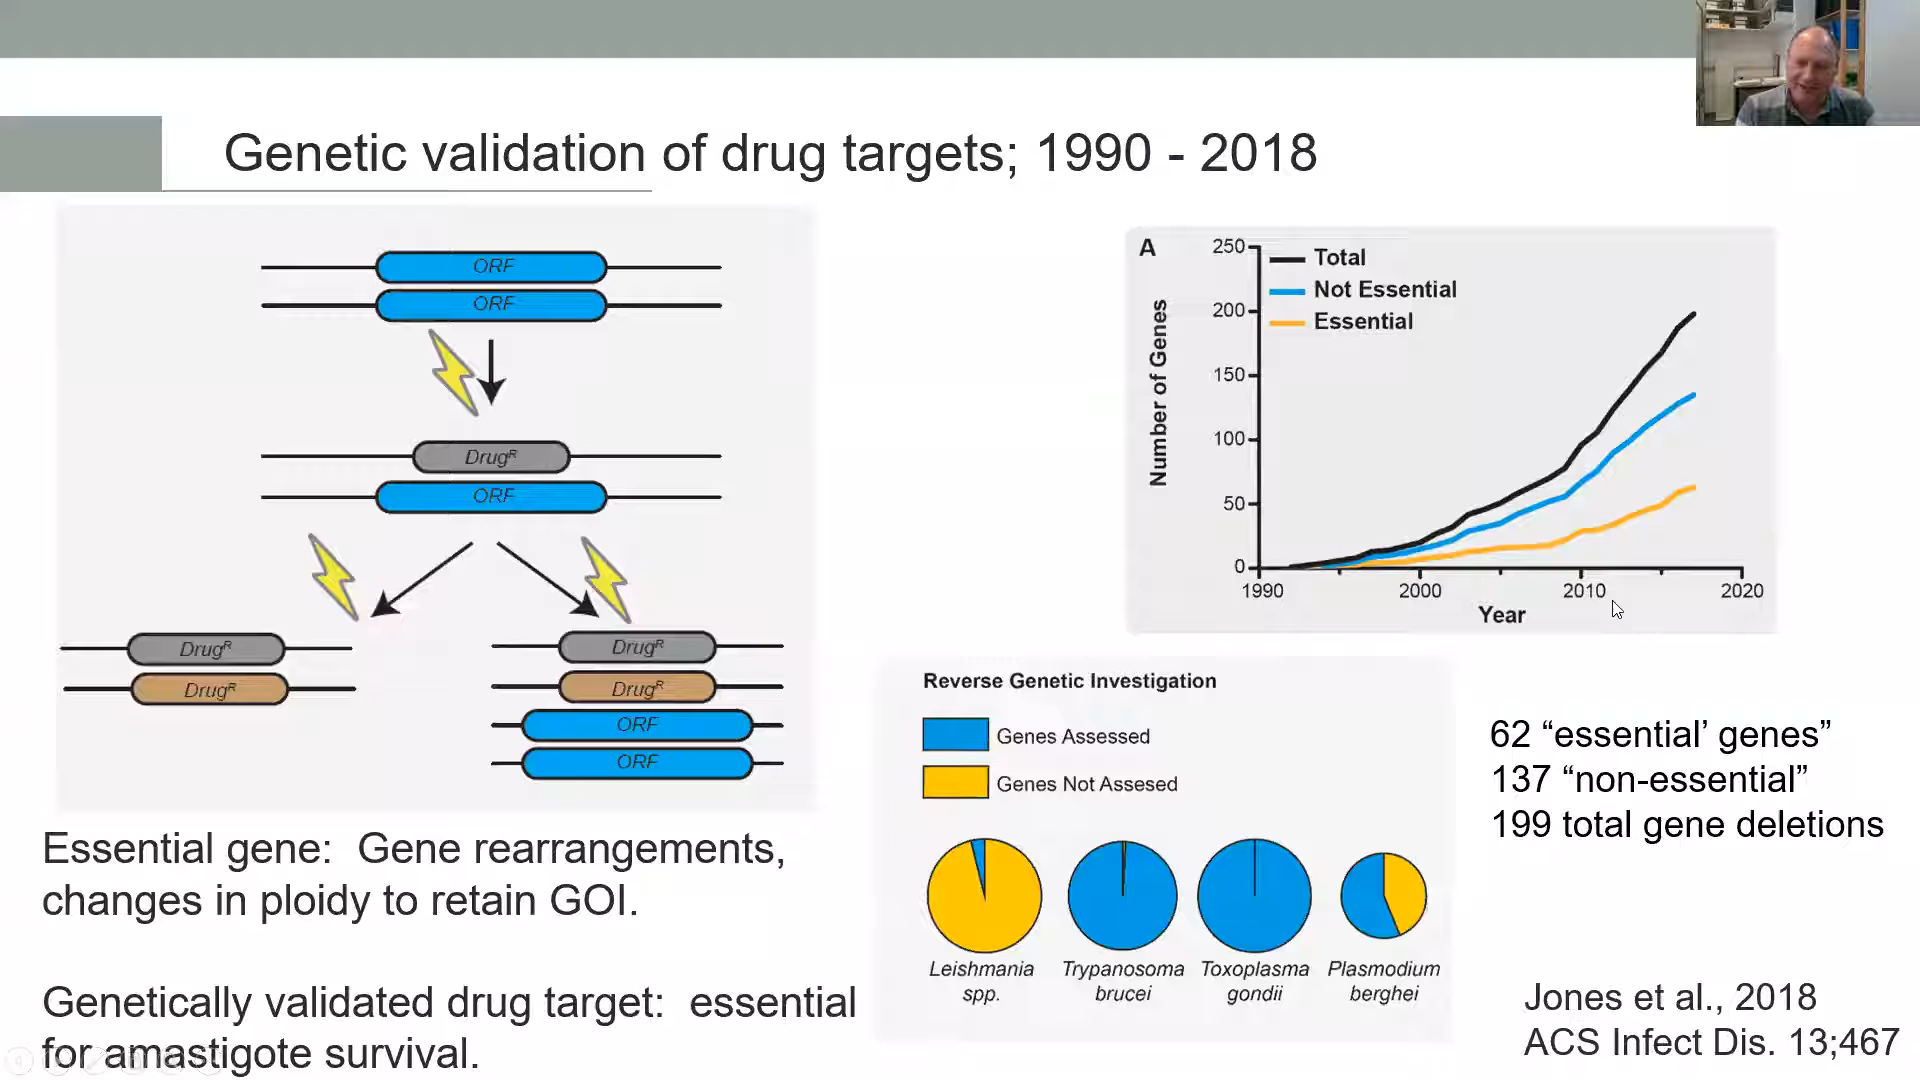 Genetic validation of drug targets; 1990 - 2018
ORF
ORF
Drugᴿ
ORF
Drugᴿ
Drugᴿ
Drugᴿ
Drugᴿ
ORF
ORF
Essential gene: Gene rearrangements,
changes in ploidy to retain GOI.
Genetically validated drug target: essential
for amastigote survival.
A
Total
Not Essential
Essential
Number of Genes
250
200
150
100
50
0
1990
2000
2010
2020
Year
Reverse Genetic Investigation
Genes Assessed
Genes Not Assesed
Leishmania
spp.
Trypanosoma
brucei
Toxoplasma
gondii
Plasmodium
berghei
62 “essential’ genes”
137 “non-essential”
199 total gene deletions
Jones et al., 2018
ACS Infect Dis. 13;467